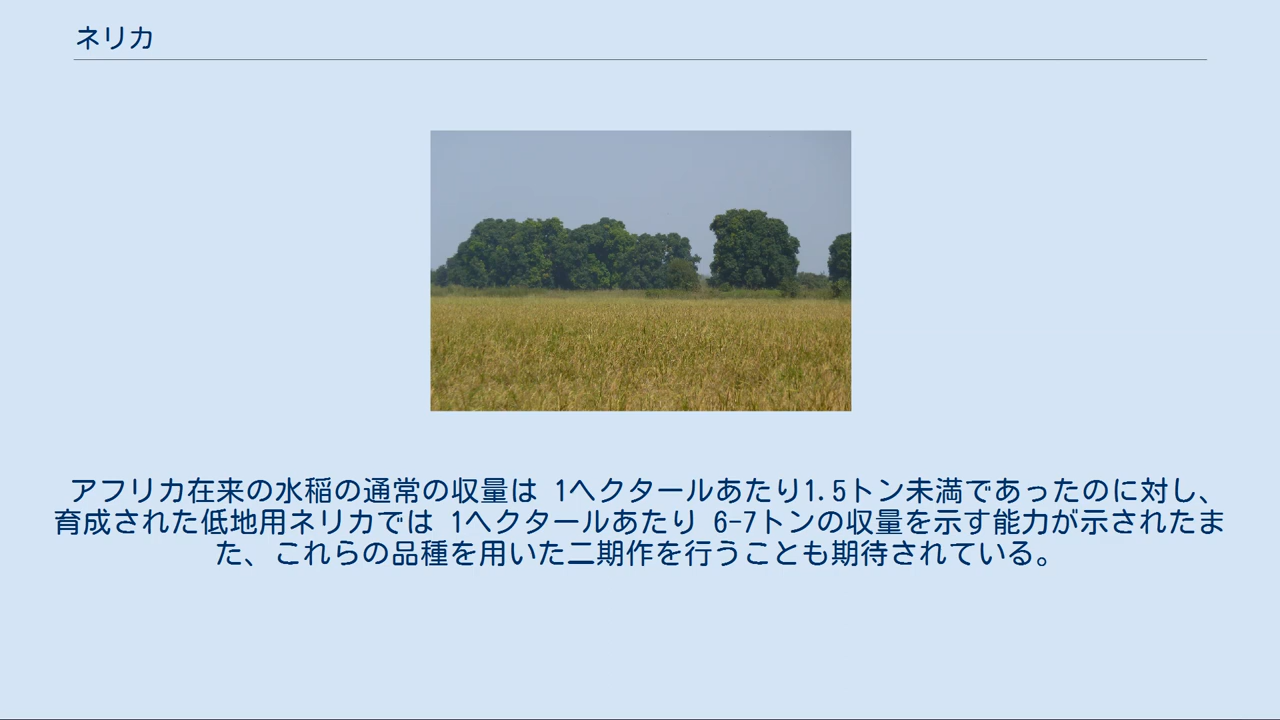 ネリカ
アフリカ在来の水稲の通常の収量は 1ヘクタールあたり1.5トン未満であったのに対し、
育成された低地用ネリカでは 1ヘクタールあたり 6-7トンの収量を示す能力が示されたま
た、これらの品種を用いた二期作を行うことも期待されている。